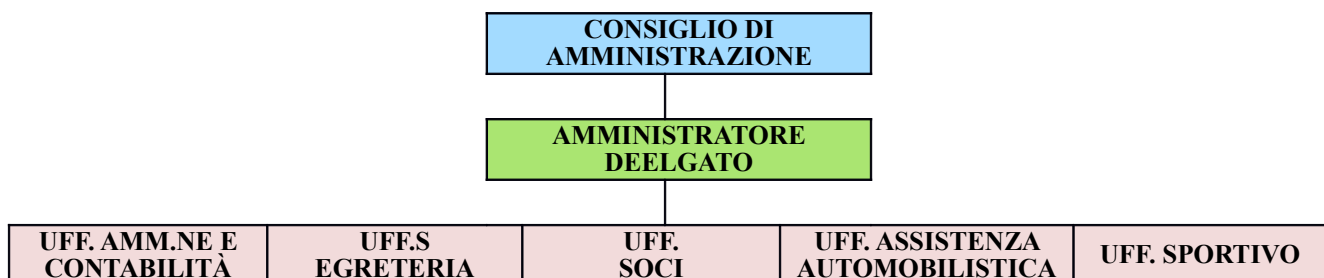 CONSIGLIO DI
AMMINISTRAZIONE
AMMINISTRATORE
DEELGATO
UFF. AMM.NE E
CONTABILITÀ
UFF.S
EGRETERIA
UFF.
SOCI
UFF. ASSISTENZA
AUTOMOBILISTICA
UFF. SPORTIVO